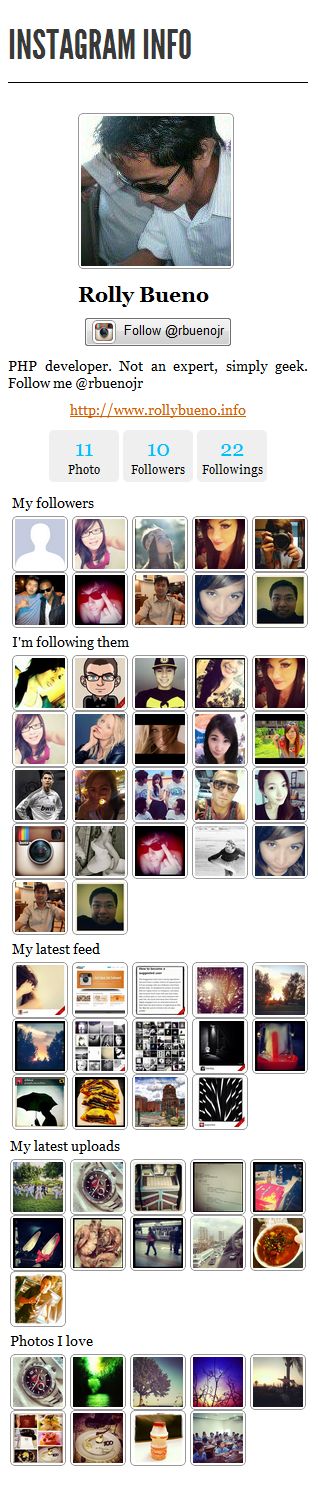 INSTAGRAM INFO
Rolly Bueno
Follow @rbuenojr
PHP developer. Not an expert, simply geek.
Follow me @rbuenojr
http://www.rollybueno.info
11 10 22
Photo Followers Followings
My followers
I'm following them
My latest feed
My latest uploads
Photos I love